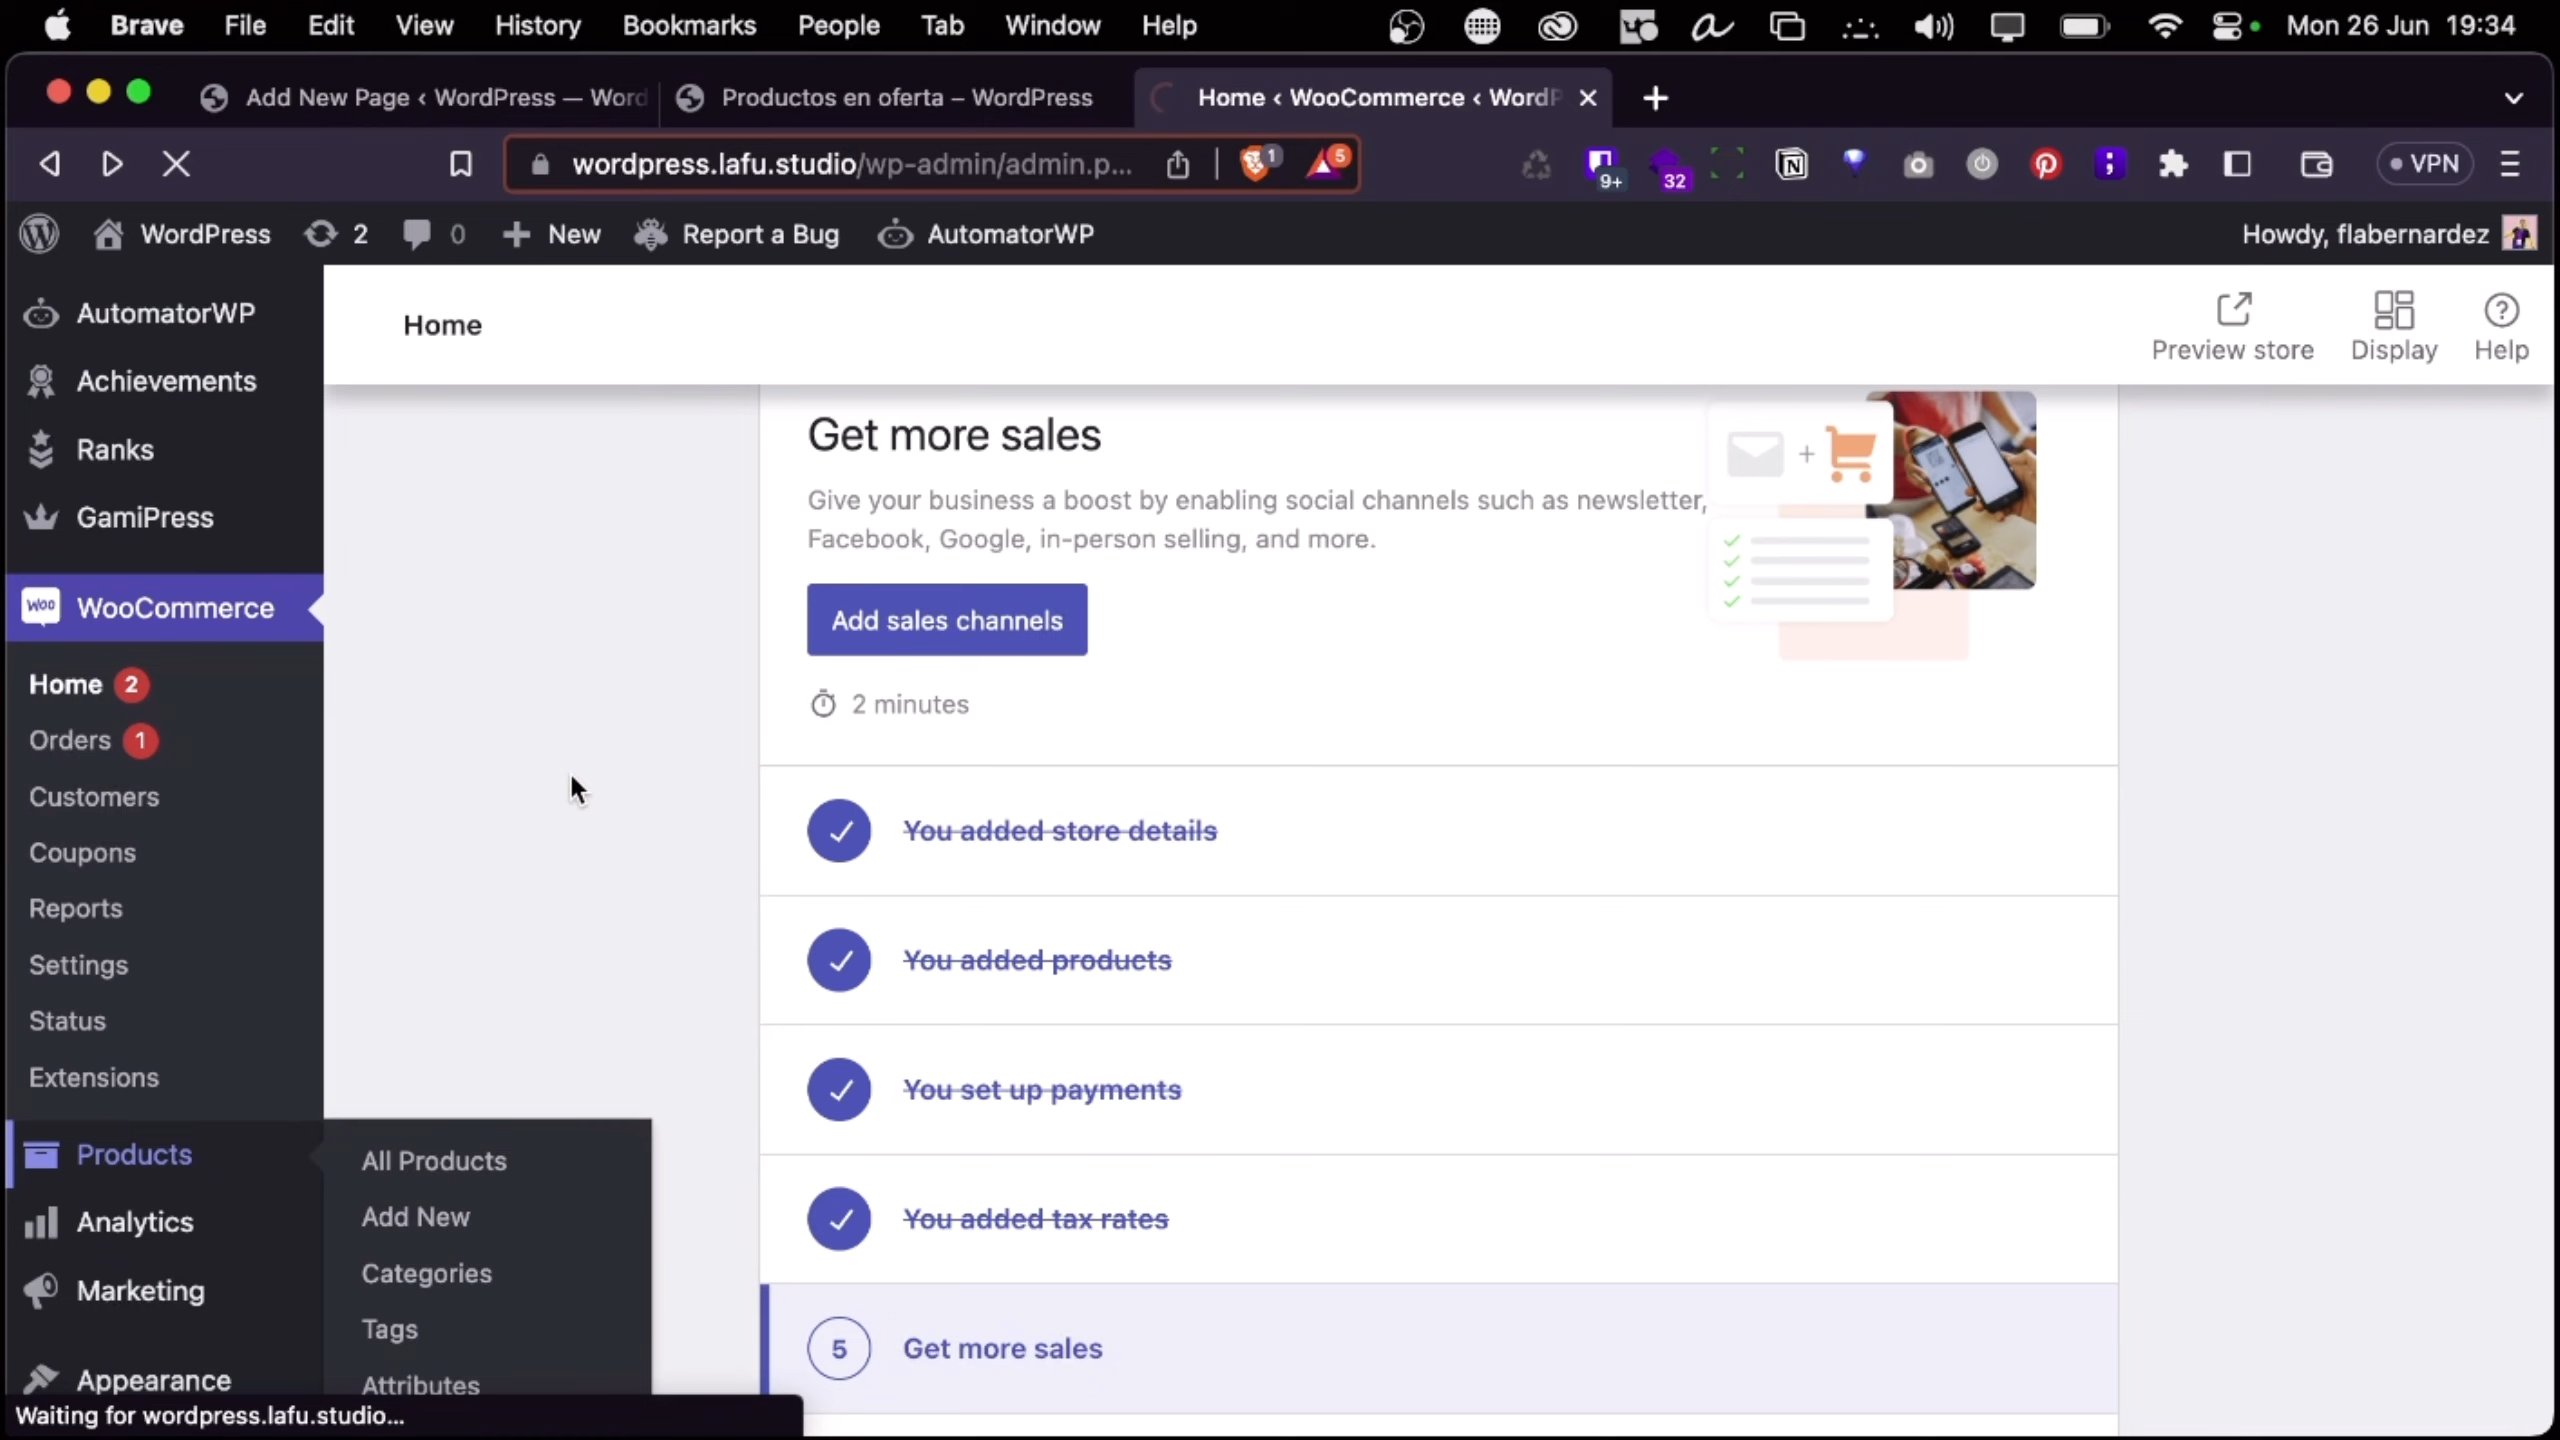 Brave File Edit View History Bookmarks People Tab Window Help Mon 26 Jun 19:34
Add New Page ‹ WordPress — Word Productos en oferta – WordPress Home ‹ WooCommerce ‹ WordP
wordpress.lafu.studio/wp-admin/admin.p... 1 5 9+ 32 VPN
WordPress 2 0 New Report a Bug AutomatorWP Howdy, flabernardez
AutomatorWP
Achievements
Ranks
GamiPress
WooCommerce
Home 2
Orders 1
Customers
Coupons
Reports
Settings
Status
Extensions
Products
Analytics
Marketing
Appearance
All Products
Add New
Categories
Tags
Attributes
Waiting for wordpress.lafu.studio...
Home
Preview store Display Help
Get more sales
Give your business a boost by enabling social channels such as newsletter,
Facebook, Google, in-person selling, and more.
Add sales channels
2 minutes
You added store details
You added products
You set up payments
You added tax rates
5 Get more sales